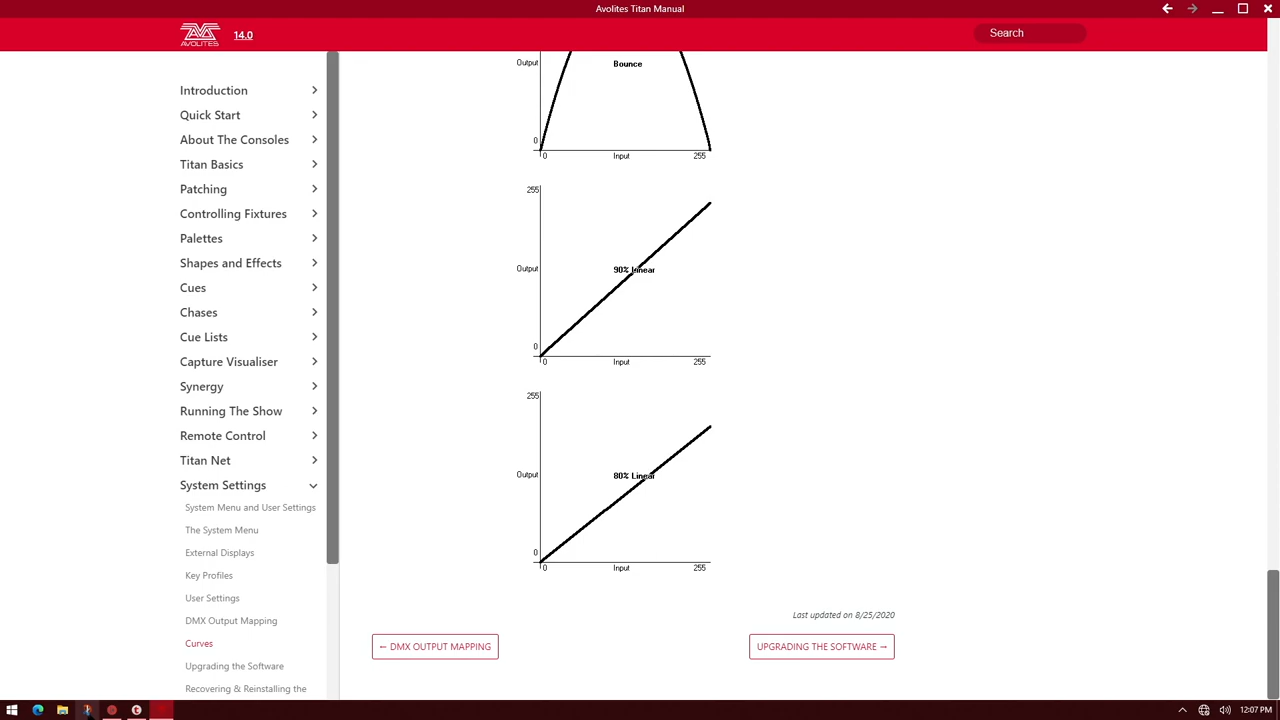 Avolites Titan Manual
AVOLITES
14.0
Search
Introduction
Quick Start
About The Consoles
Titan Basics
Patching
Controlling Fixtures
Palettes
Shapes and Effects
Cues
Chases
Cue Lists
Capture Visualiser
Synergy
Running The Show
Remote Control
Titan Net
System Settings
System Menu and User Settings
The System Menu
External Displays
Key Profiles
User Settings
DMX Output Mapping
Curves
Upgrading the Software
Recovering & Reinstalling the
Output
Bounce
0
0
Input
255
255
Output
90% linear
0
0
Input
255
255
Output
80% Linear
0
0
Input
255
Last updated on 8/25/2020
← DMX OUTPUT MAPPING
UPGRADING THE SOFTWARE →
12:07 PM